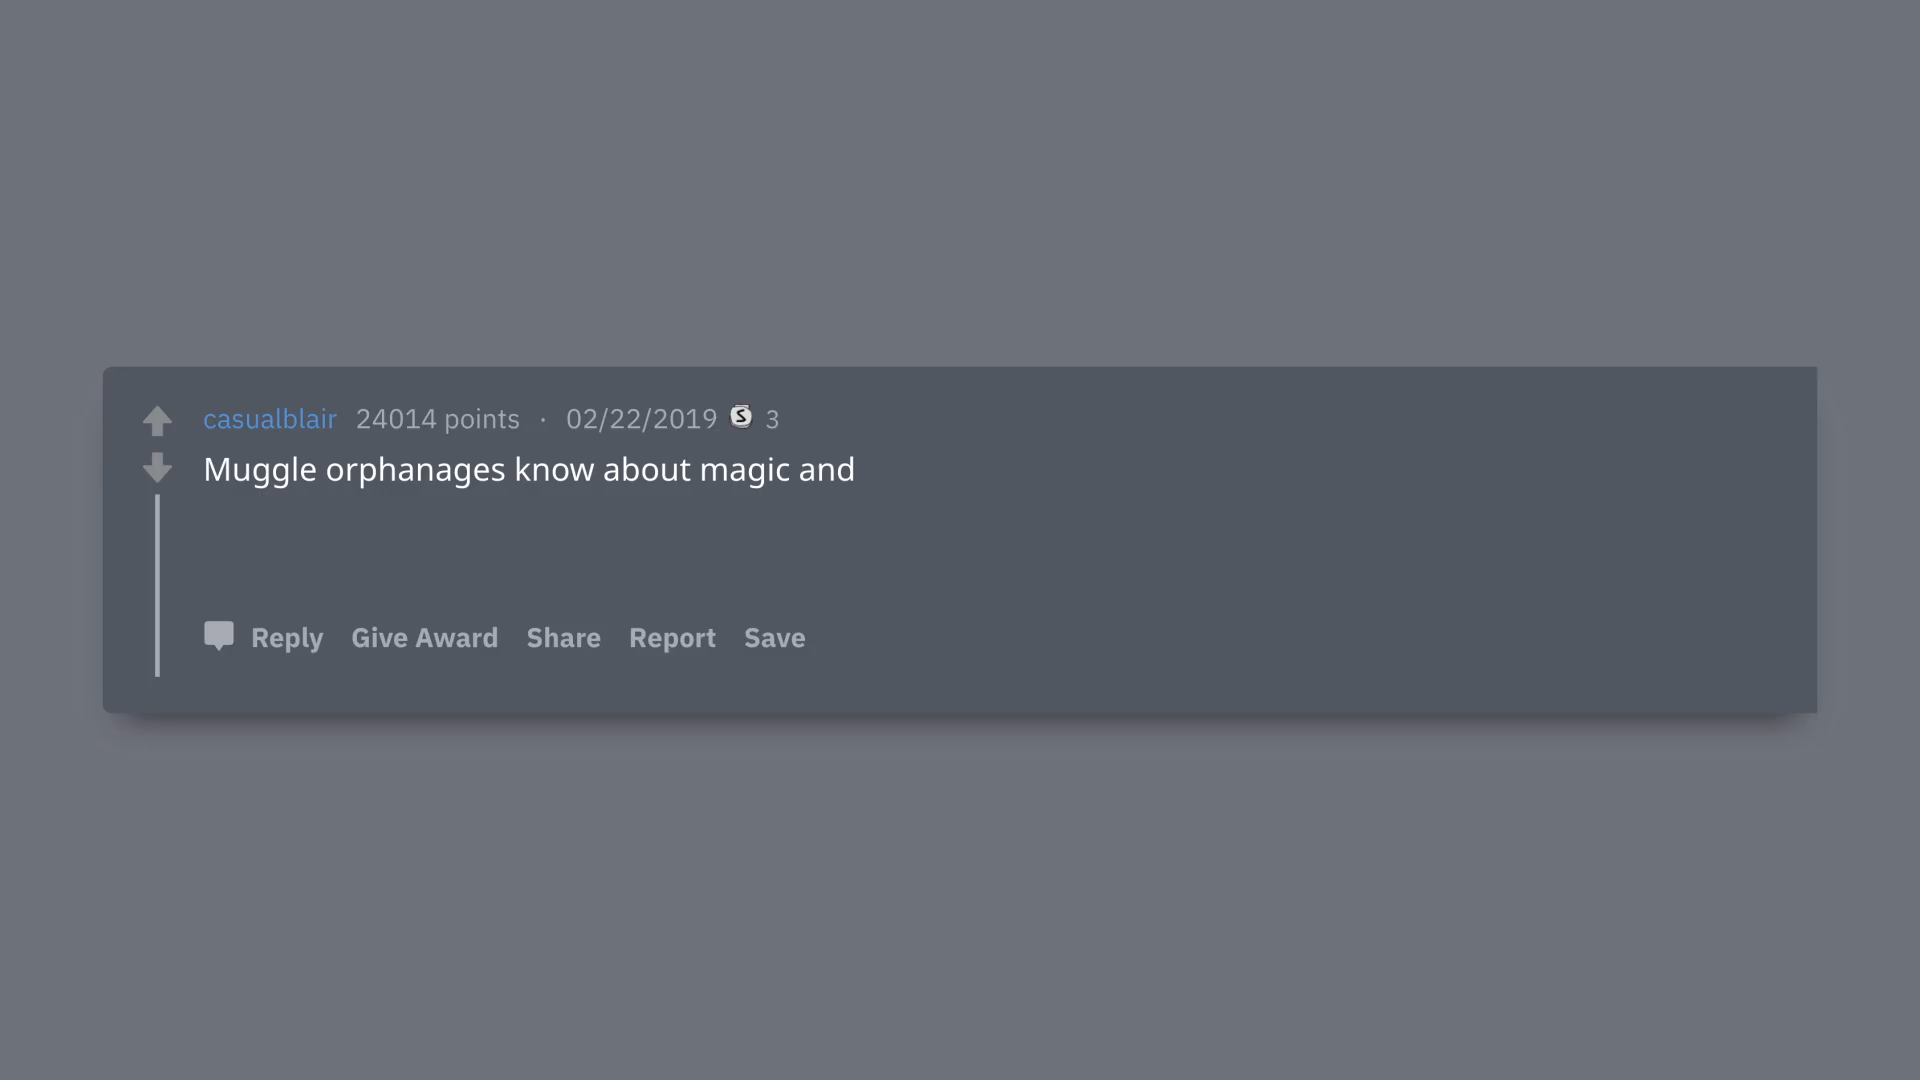 casualblair 24014 points · 02/22/2019 S 3
Muggle orphanages know about magic and
Reply Give Award Share Report Save